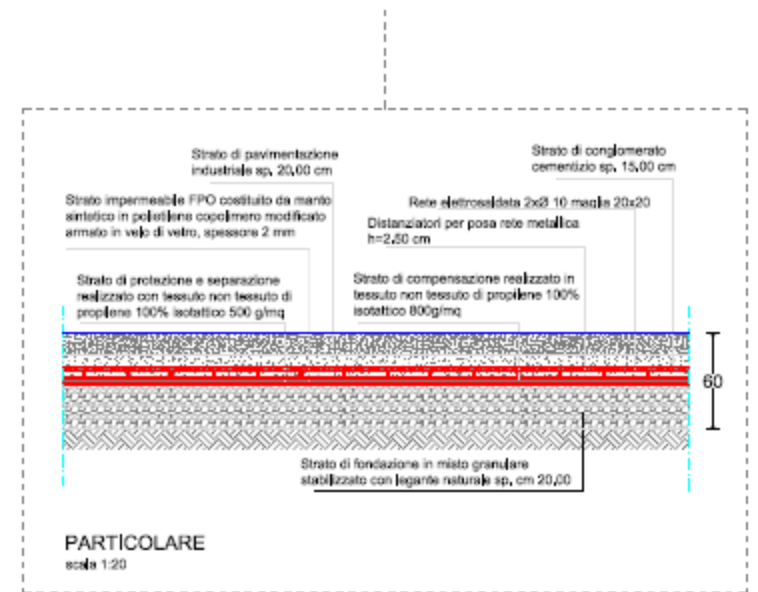 Strato di pavimentazione
industriale sp. 20,00 cm
Strato di conglomerato
cementizio sp. 15,00 cm
Strato impermeabile FPO costituito da manto
sintetico in polietilene copolimero modificato
armato in velo di vetro, spessore 2 mm
Rete elettrosaldata 2xØ 10 maglia 20x20
Distanziatori per posa rete metallica
h=2,50 cm
Strato di protezione e separazione
realizzato con tessuto non tessuto di
propilene 100% isotattico 500 g/mq
Strato di compensazione realizzato in
tessuto non tessuto di propilene 100%
isotattico 800g/mq
60
Strato di fondazione in misto granulare
stabilizzato con legante naturale sp. cm 20,00
PARTICOLARE
scala 1:20